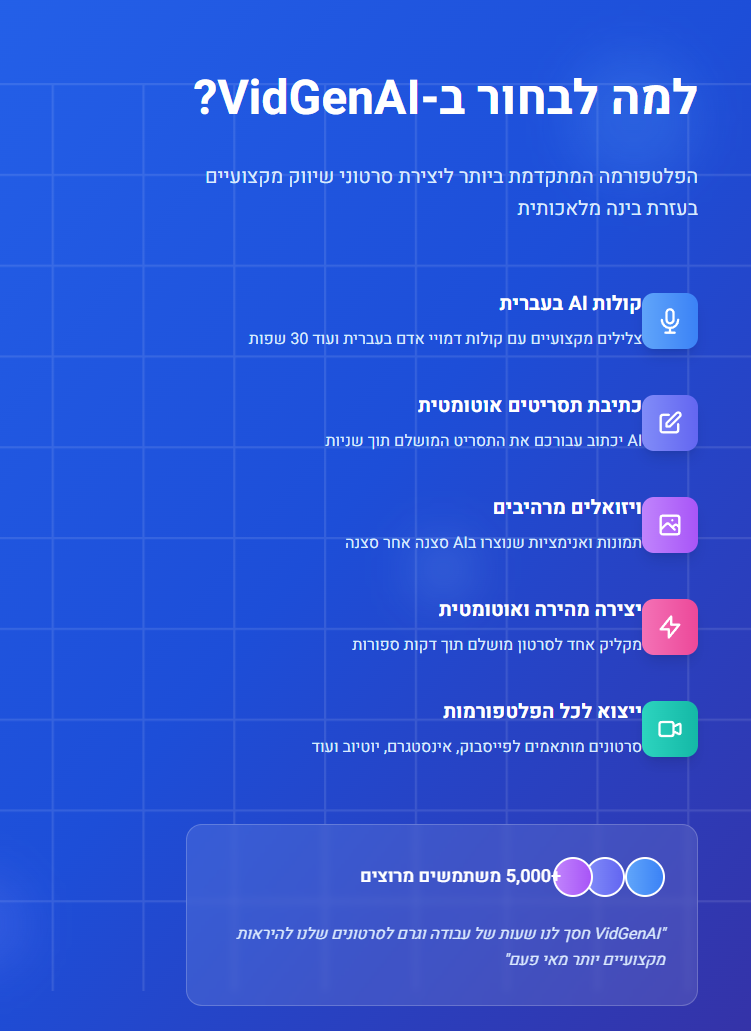 למה לבחור ב-VidGenAI?
הפלטפורמה המתקדמת ביותר ליצירת סרטוני שיווק מקצועיים
בעזרת בינה מלאכותית
קולות AI בעברית
צלילים מקצועיים עם קולות דמויי אדם בעברית ועוד 30 שפות
כתיבת תסריטים אוטומטית
AI יכתוב עבורכם את התסריט המושלם תוך שניות
ויזואלים מרהיבים
תמונות ואנימציות שנוצרו בAI סצנה אחר סצנה
יצירה מהירה ואוטומטית
מקליק אחד לסרטון מושלם תוך דקות ספורות
ייצוא לכל הפלטפורמות
סרטונים מותאמים לפייסבוק, אינסטגרם, יוטיוב ועוד
5,000+ משתמשים מרוצים
"VidGenAI חסך לנו שעות של עבודה וגרם לסרטונים שלנו להיראות
מקצועיים יותר מאי פעם"